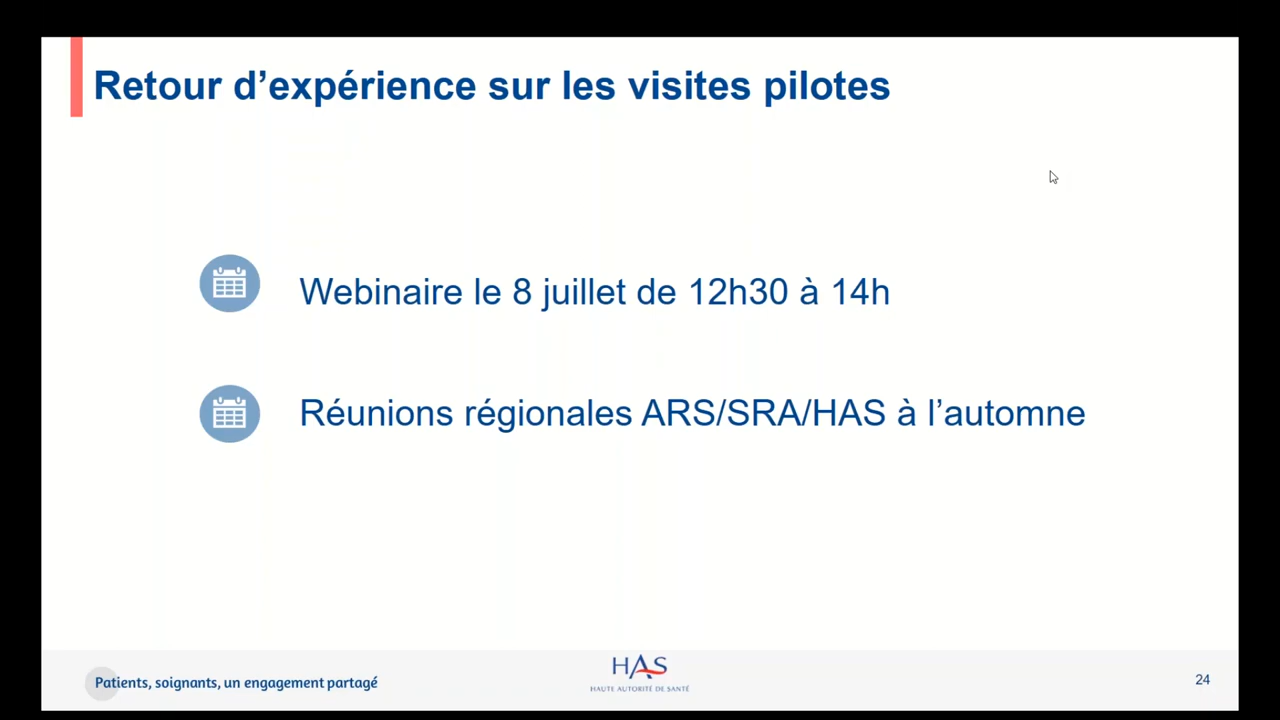 Retour d’expérience sur les visites pilotes
Webinaire le 8 juillet de 12h30 à 14h
Réunions régionales ARS/SRA/HAS à l’automne
Patients, soignants, un engagement partagé
HAS
HAUTE AUTORITÉ DE SANTÉ
24